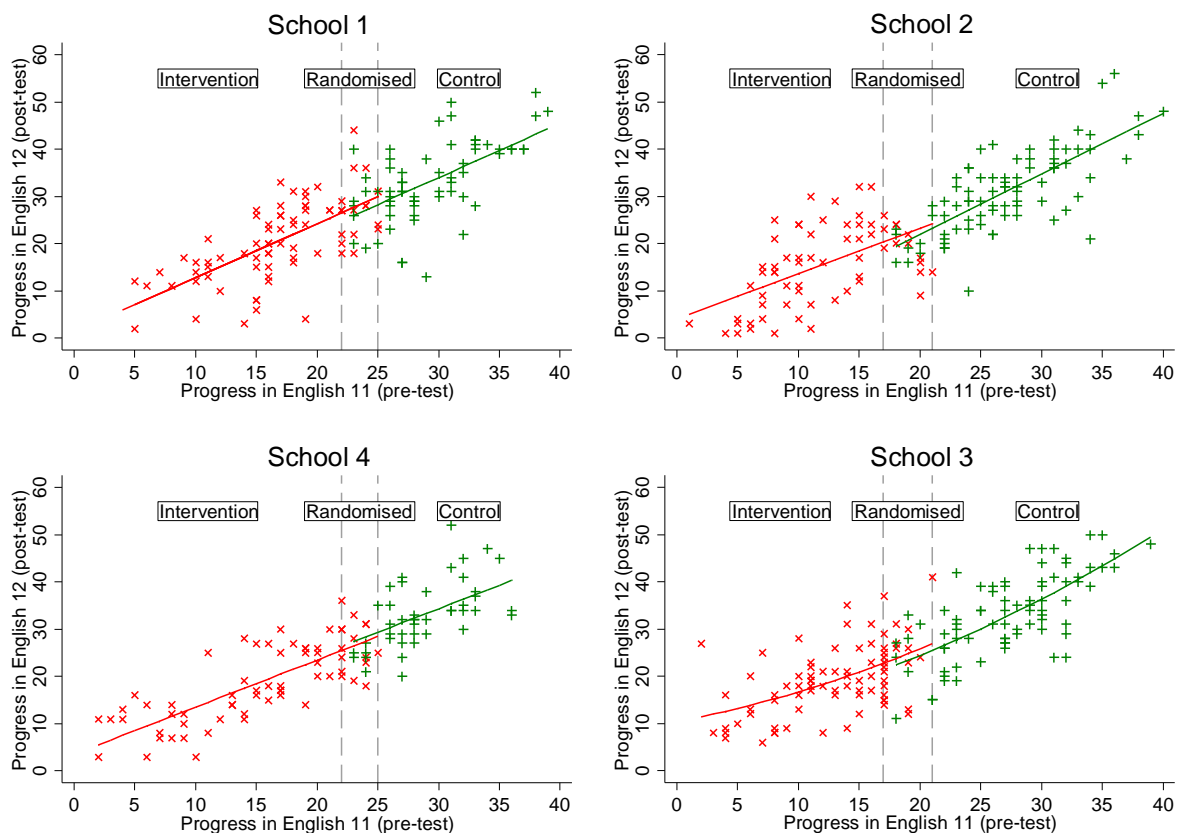 School 1
Intervention Randomised Control
Progress in English 12 (post-test)
0 10 20 30 40 50 60
0 5 10 15 20 25 30 35 40
Progress in English 11 (pre-test)
School 2
Intervention Randomised Control
Progress in English 12 (post-test)
0 10 20 30 40 50 60
0 5 10 15 20 25 30 35 40
Progress in English 11 (pre-test)
School 4
Intervention Randomised Control
Progress in English 12 (post-test)
0 10 20 30 40 50 60
0 5 10 15 20 25 30 35 40
Progress in English 11 (pre-test)
School 3
Intervention Randomised Control
Progress in English 12 (post-test)
0 10 20 30 40 50 60
0 5 10 15 20 25 30 35 40
Progress in English 11 (pre-test)